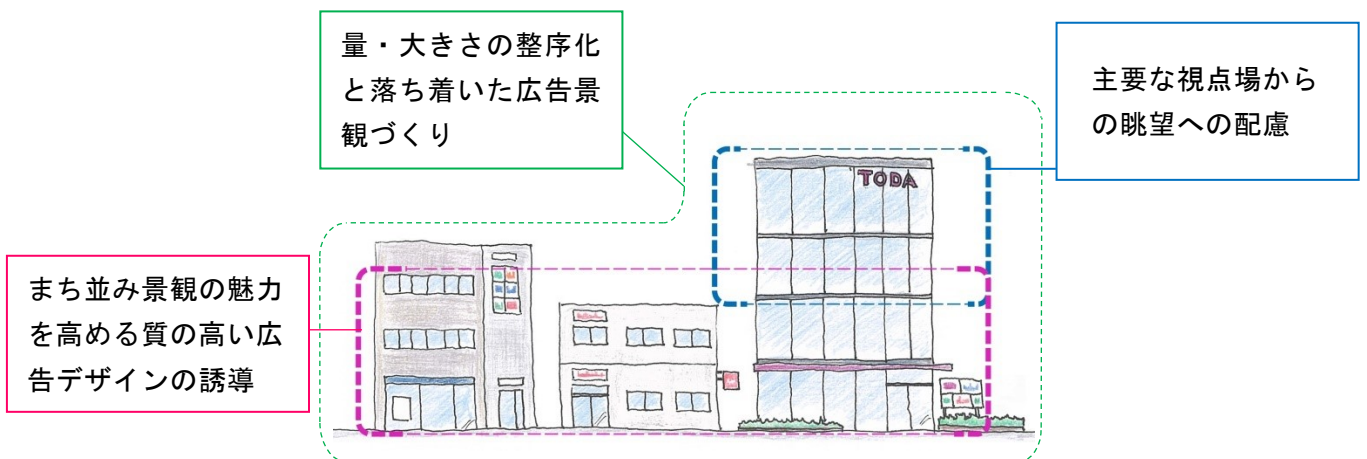 量・大きさの整序化
と落ち着いた広告景
観づくり
主要な視点場から
の眺望への配慮
TODA
まち並み景観の魅力
を高める質の高い広
告デザインの誘導